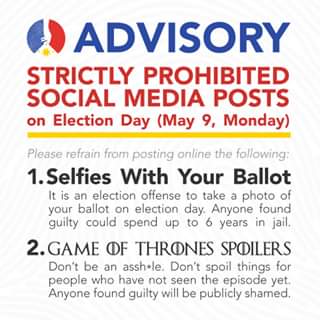 ADVISORY
STRICTLY PROHIBITED
SOCIAL MEDIA POSTS
on Election Day (May 9, Monday)
Please refrain from posting online the following:
1. Selfies With Your Ballot
It is an election offense to take a photo of
your ballot on election day. Anyone found
guilty could spend up to 6 years in jail.
2. GAME OF THRONES SPOILERS
Don't be an assh*le. Don't spoil things for
people who have not seen the episode yet.
Anyone found guilty will be publicly shamed.